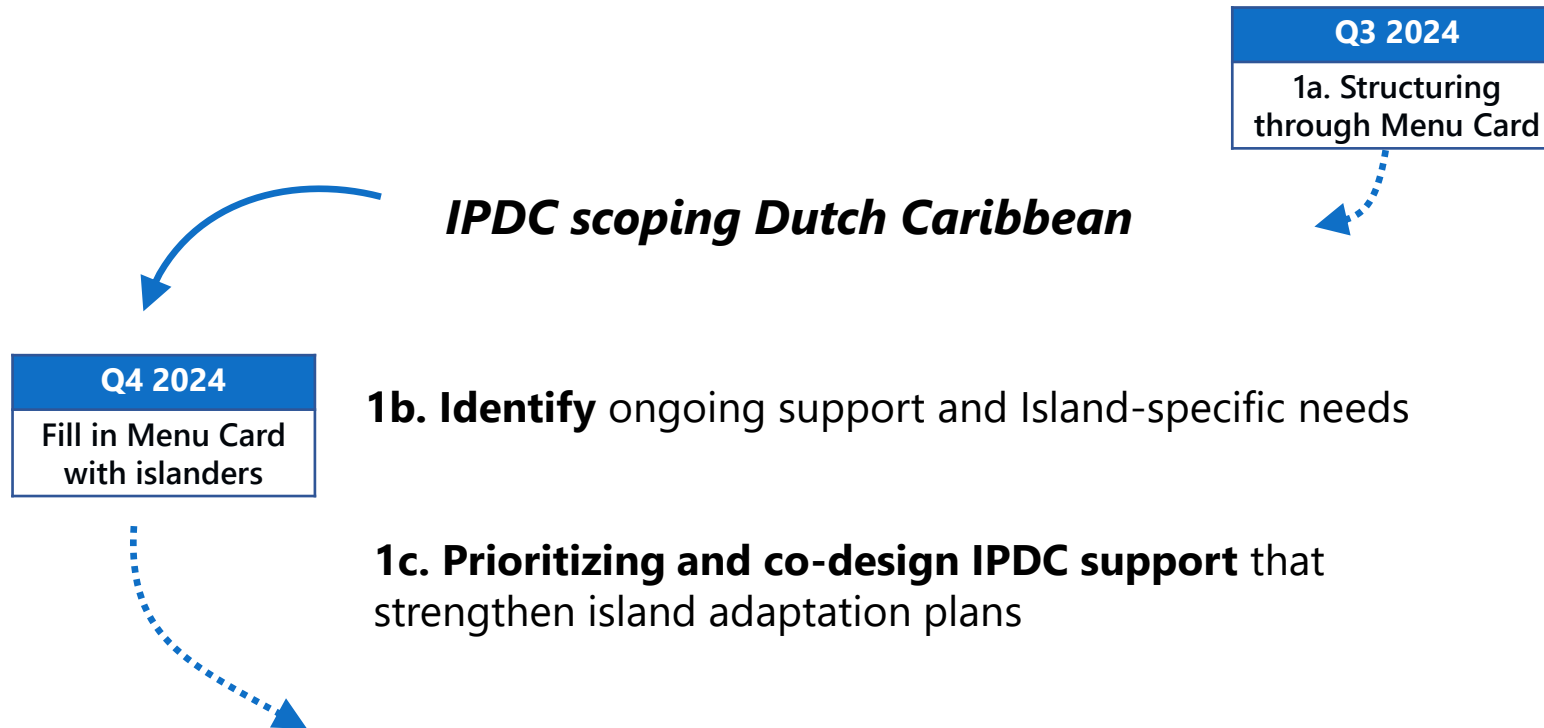 Q3 2024
1a. Structuring
through Menu Card
IPDC scoping Dutch Caribbean
Q4 2024
Fill in Menu Card
with islanders
1b. Identify ongoing support and Island-specific needs
1c. Prioritizing and co-design IPDC support that
strengthen island adaptation plans